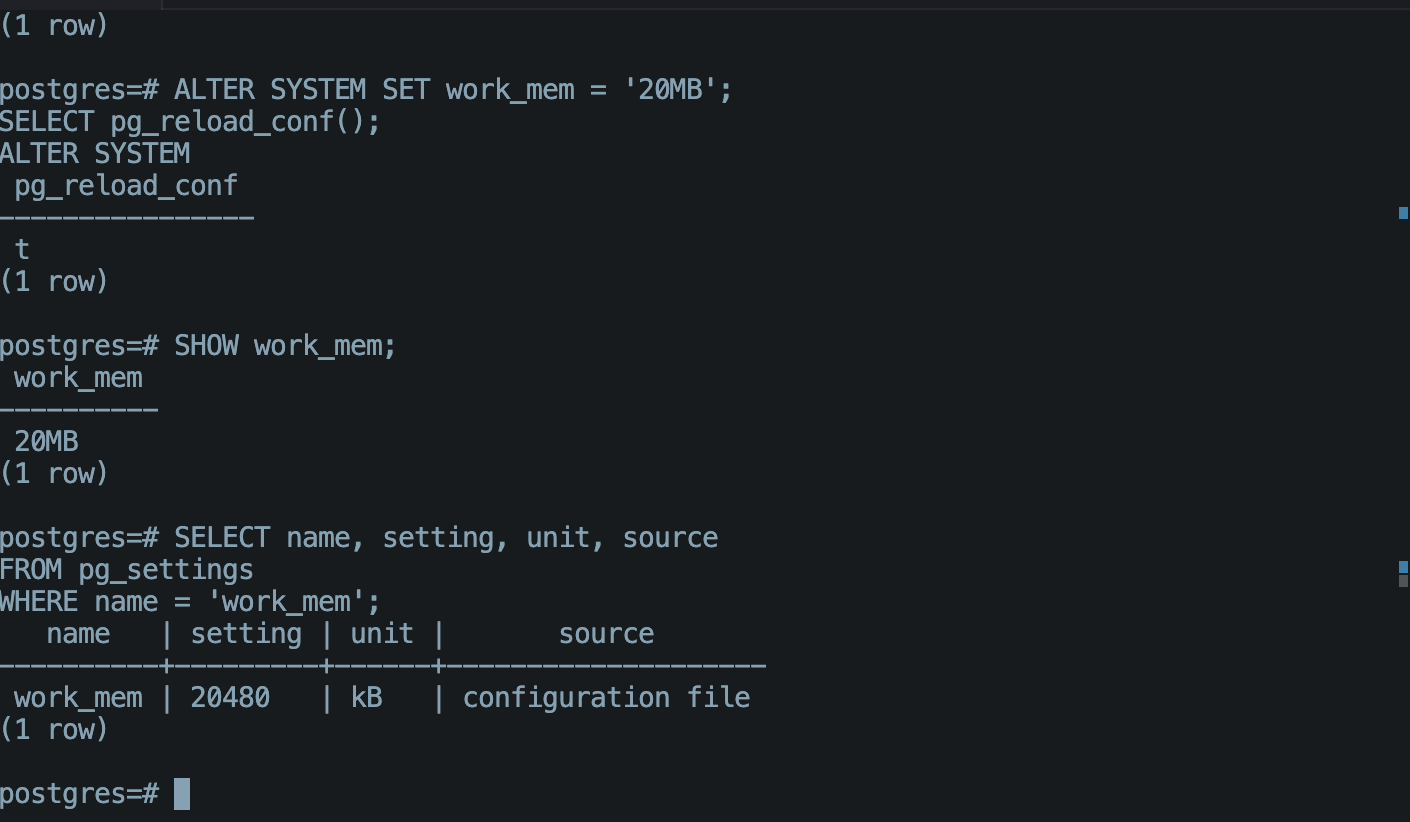 (1 row)
postgres=# ALTER SYSTEM SET work_mem = '20MB';
SELECT pg_reload_conf();
ALTER SYSTEM
 pg_reload_conf
----------------
 t
(1 row)
postgres=# SHOW work_mem;
 work_mem
----------
 20MB
(1 row)
postgres=# SELECT name, setting, unit, source
FROM pg_settings
WHERE name = 'work_mem';
   name   | setting | unit |       source
----------+---------+------+--------------------
 work_mem | 20480   | kB   | configuration file
(1 row)
postgres=#